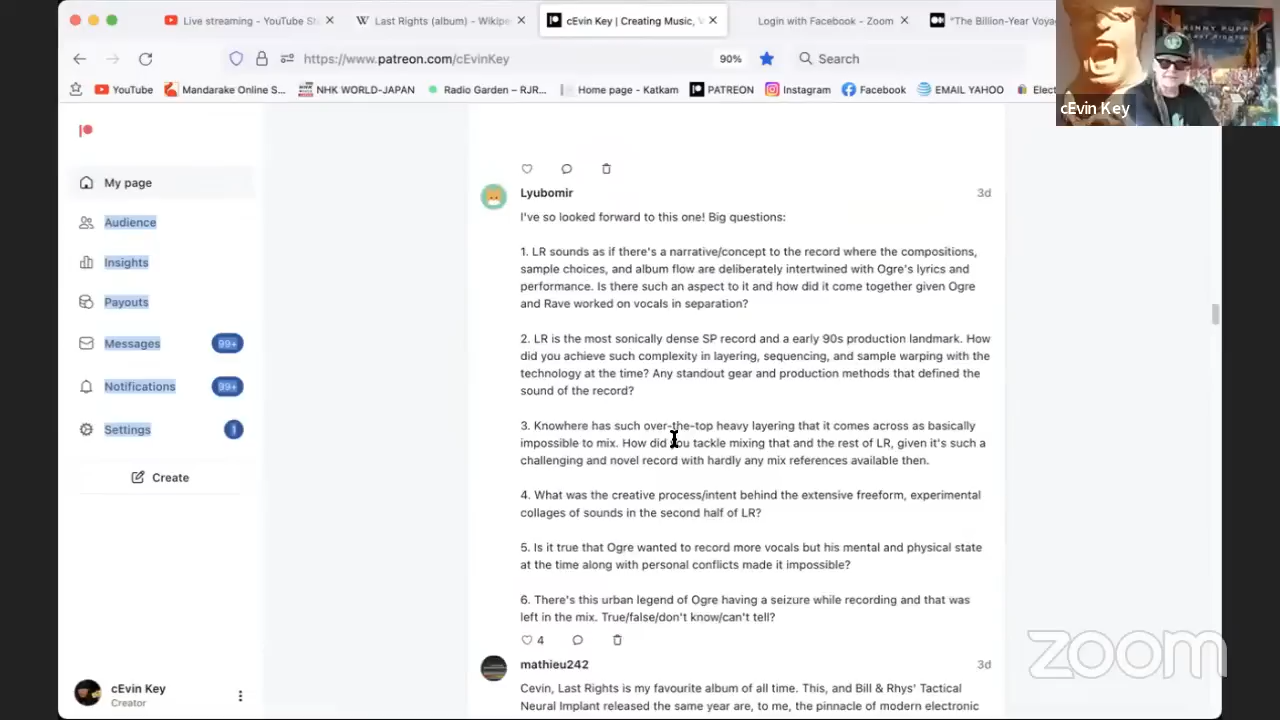 Live streaming - YouTube St
Last Rights (album) - Wikipe
cEvin Key | Creating Music, V
Login with Facebook - Zoom
"The Billion-Year Voya
https://www.patreon.com/cEvinKey
90%
Search
YouTube
Mandarake Online S...
NHK WORLD-JAPAN
Radio Garden – RJR...
Home page - Katkam
PATREON
Instagram
Facebook
EMAIL YAHOO
Elect
SKINNY PUPPY
LAST RIGHTS
cEvin Key
My page
Audience
Insights
Payouts
Messages
99+
Notifications
99+
Settings
1
Create
cEvin Key
Creator
Lyubomir
3d
I've so looked forward to this one! Big questions:
1. LR sounds as if there's a narrative/concept to the record where the compositions,
sample choices, and album flow are deliberately intertwined with Ogre's lyrics and
performance. Is there such an aspect to it and how did it come together given Ogre
and Rave worked on vocals in separation?
2. LR is the most sonically dense SP record and a early 90s production landmark. How
did you achieve such complexity in layering, sequencing, and sample warping with the
technology at the time? Any standout gear and production methods that defined the
sound of the record?
3. Knowhere has such over-the-top heavy layering that it comes across as basically
impossible to mix. How did you tackle mixing that and the rest of LR, given it's such a
challenging and novel record with hardly any mix references available then.
4. What was the creative process/intent behind the extensive freeform, experimental
collages of sounds in the second half of LR?
5. Is it true that Ogre wanted to record more vocals but his mental and physical state
at the time along with personal conflicts made it impossible?
6. There's this urban legend of Ogre having a seizure while recording and that was
left in the mix. True/false/don't know/can't tell?
4
mathieu242
3d
Cevin, Last Rights is my favourite album of all time. This, and Bill & Rhys' Tactical
Neural Implant released the same year are, to me, the pinnacle of modern electronic
zoom